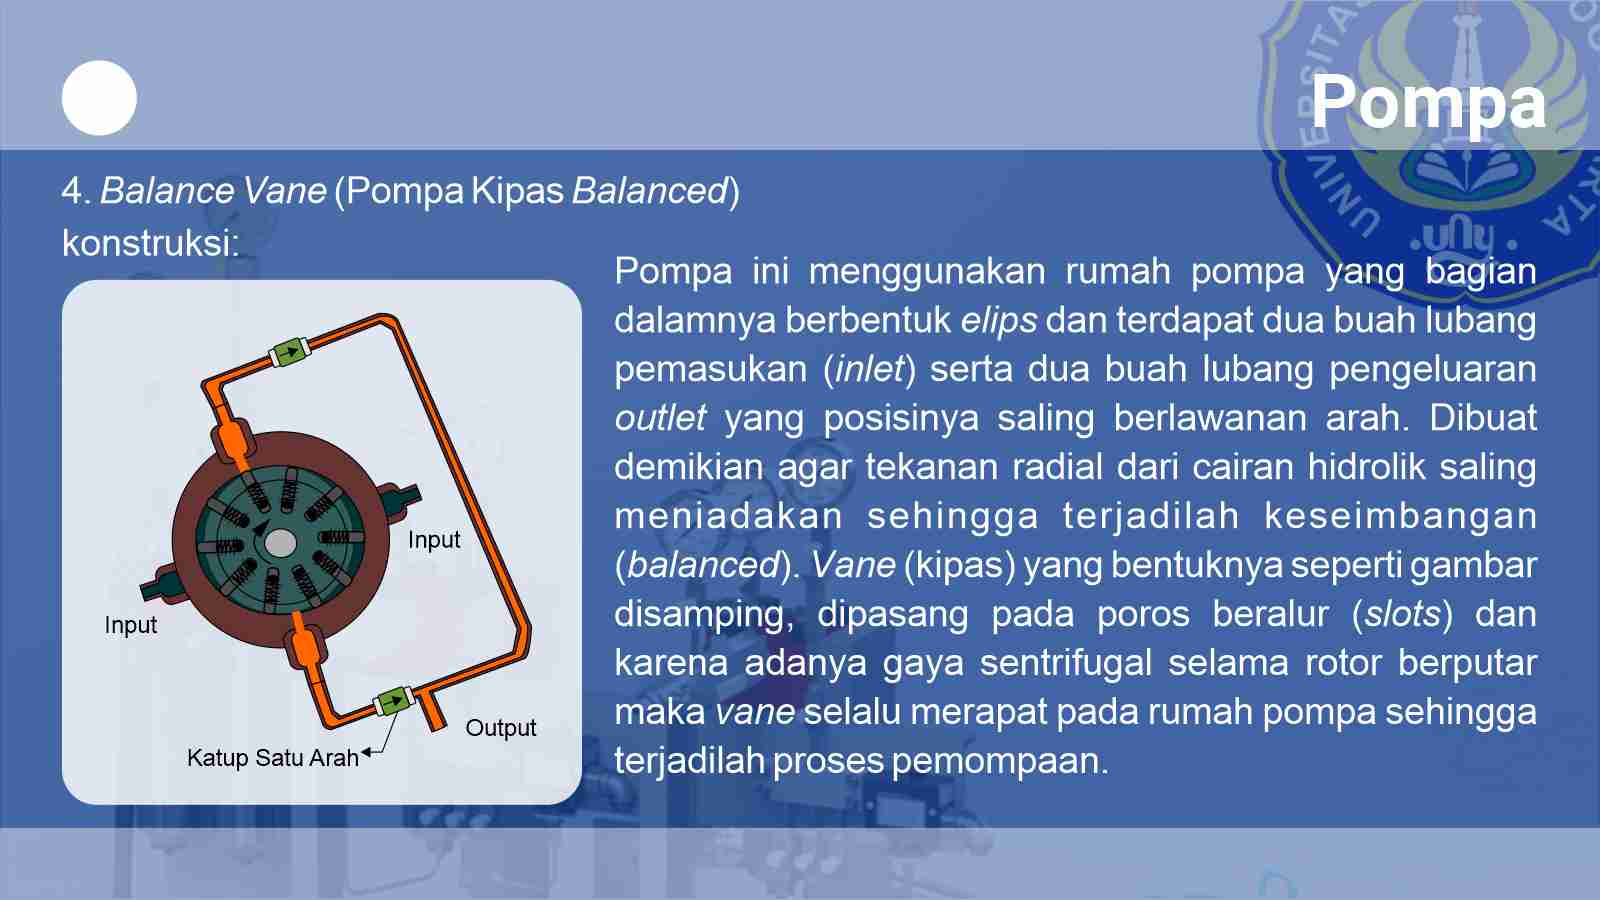 Pompa
4. Balance Vane (Pompa Kipas Balanced)
konstruksi:
Input
Input
Output
Katup Satu Arah
Pompa ini menggunakan rumah pompa yang bagian
dalamnya berbentuk elips dan terdapat dua buah lubang
pemasukan (inlet) serta dua buah lubang pengeluaran
outlet yang posisinya saling berlawanan arah. Dibuat
demikian agar tekanan radial dari cairan hidrolik saling
meniadakan sehingga terjadilah keseimbangan
(balanced). Vane (kipas) yang bentuknya seperti gambar
disamping, dipasang pada poros beralur (slots) dan
karena adanya gaya sentrifugal selama rotor berputar
maka vane selalu merapat pada rumah pompa sehingga
terjadilah proses pemompaan.
UNIVERSITAS
uny